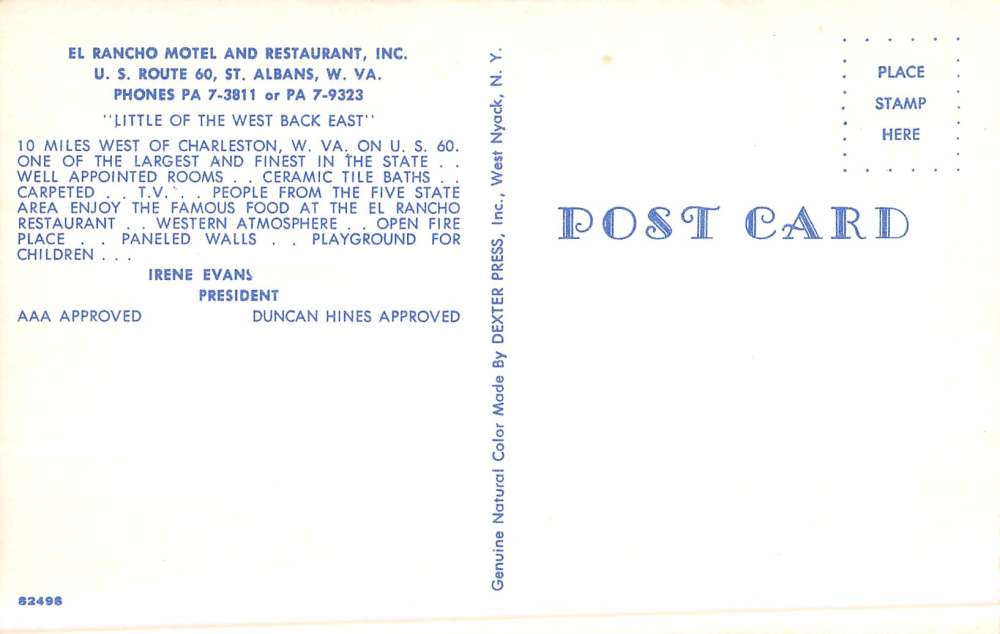 EL RANCHO MOTEL AND RESTAURANT, INC.
U. S. ROUTE 60, ST. ALBANS, W. VA.
PHONES PA 7-3811 or PA 7-9323
"LITTLE OF THE WEST BACK EAST"
10 MILES WEST OF CHARLESTON, W. VA. ON U. S. 60.
ONE OF THE LARGEST AND FINEST IN THE STATE . .
WELL APPOINTED ROOMS . . CERAMIC TILE BATHS . .
CARPETED . . T.V. . . PEOPLE FROM THE FIVE STATE
AREA ENJOY THE FAMOUS FOOD AT THE EL RANCHO
RESTAURANT . . WESTERN ATMOSPHERE . . OPEN FIRE
PLACE . . PANELED WALLS . . PLAYGROUND FOR
CHILDREN . . .
IRENE EVANS
PRESIDENT
AAA APPROVED DUNCAN HINES APPROVED
82498
Genuine Natural Color Made By DEXTER PRESS, Inc., West Nyack, N. Y.
PLACE
STAMP
HERE
POST CARD